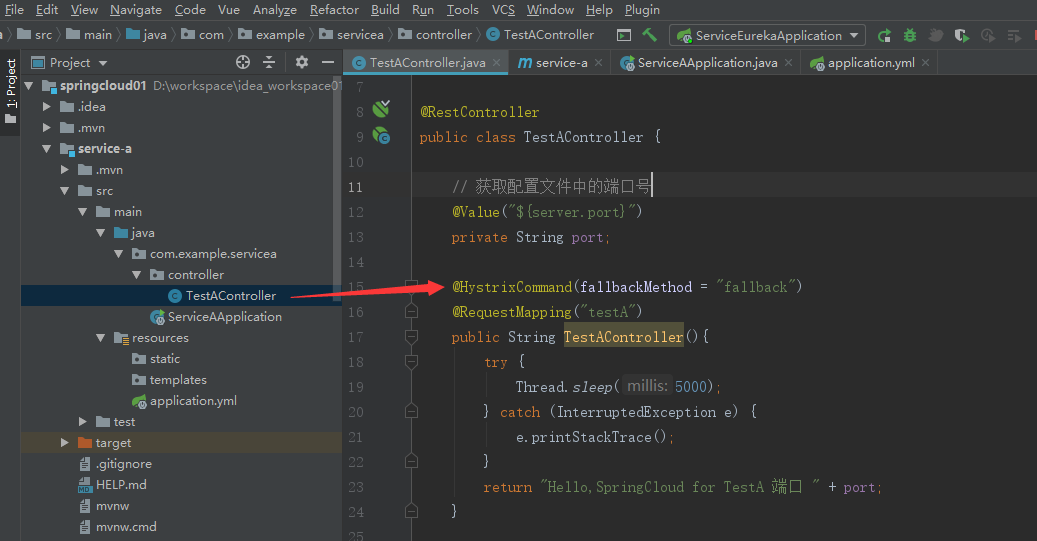 File Edit View Navigate Code Vue Analyze Refactor Build Run Tools VCS Window Help Plugin
src main java com example servicea controller TestAController ServiceEurekaApplication
1: Project
Project
TestAController.java service-a ServiceAApplication.java application.yml
springcloud01 D:\workspace\idea_workspace01
.idea
.mvn
service-a
.mvn
src
main
java
com.example.servicea
controller
TestAController
ServiceAApplication
resources
static
templates
application.yml
test
target
.gitignore
HELP.md
mvnw
mvnw.cmd
7
8 @RestController
9 public class TestAController {
10
11 // 获取配置文件中的端口号
12 @Value("${server.port}")
13 private String port;
14
15 @HystrixCommand(fallbackMethod = "fallback")
16 @RequestMapping("testA")
17 public String TestAController(){
18 try {
19 Thread.sleep( millis: 5000);
20 } catch (InterruptedException e) {
21 e.printStackTrace();
22 }
23 return "Hello,SpringCloud for TestA 端口 " + port;
24 }
25